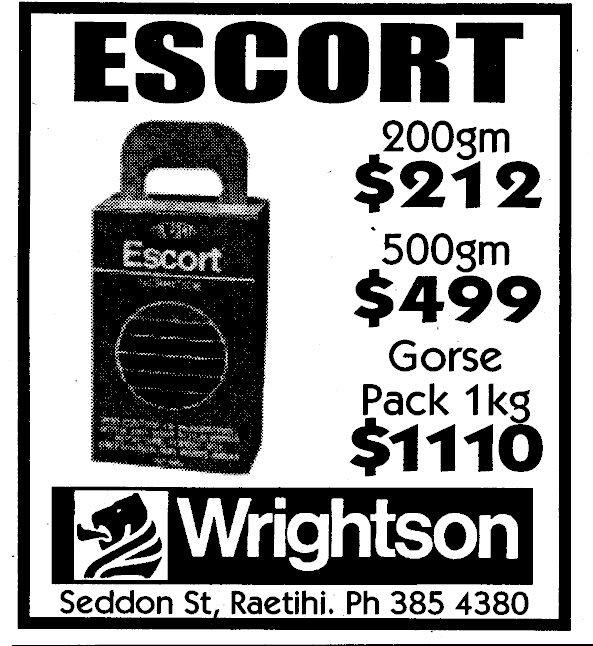 ESCORT
200gm
$212
500gm
$499
Gorse
Pack 1kg
$1110
Escort
Wrightson
Seddon St, Raetihi. Ph 385 4380